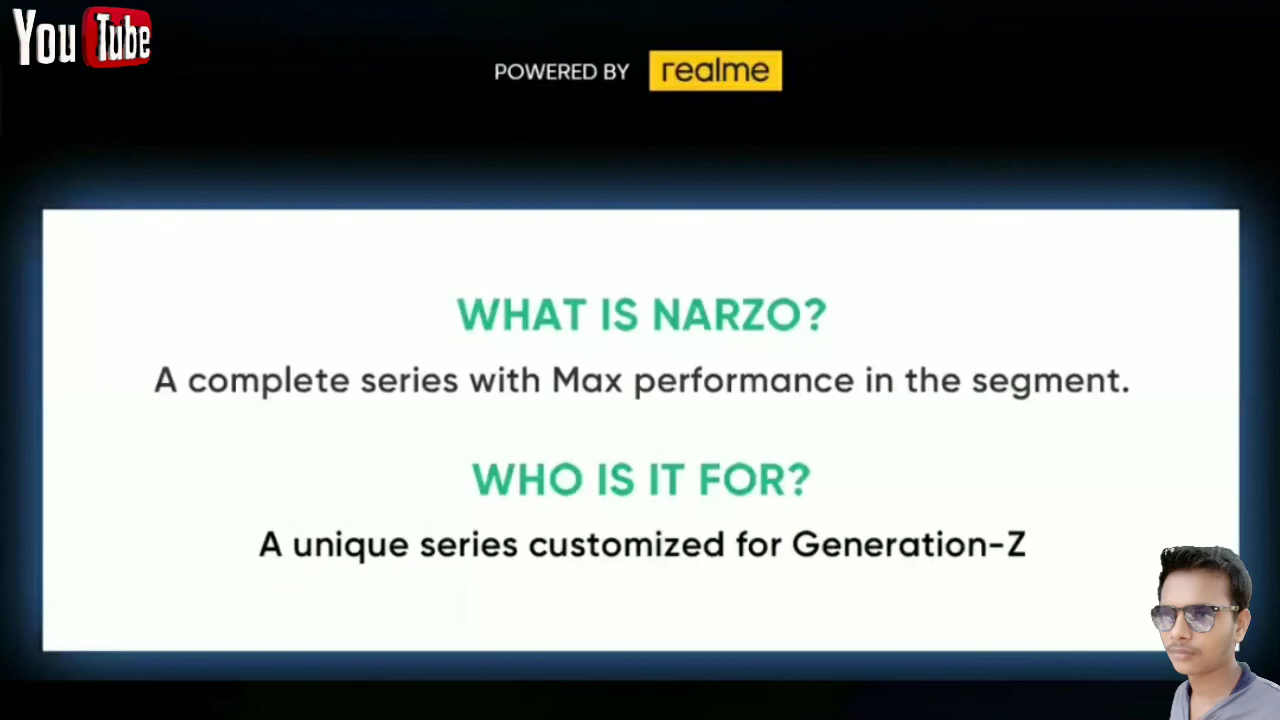 YouTube
POWERED BY realme
WHAT IS NARZO?
A complete series with Max performance in the segment.
WHO IS IT FOR?
A unique series customized for Generation-Z